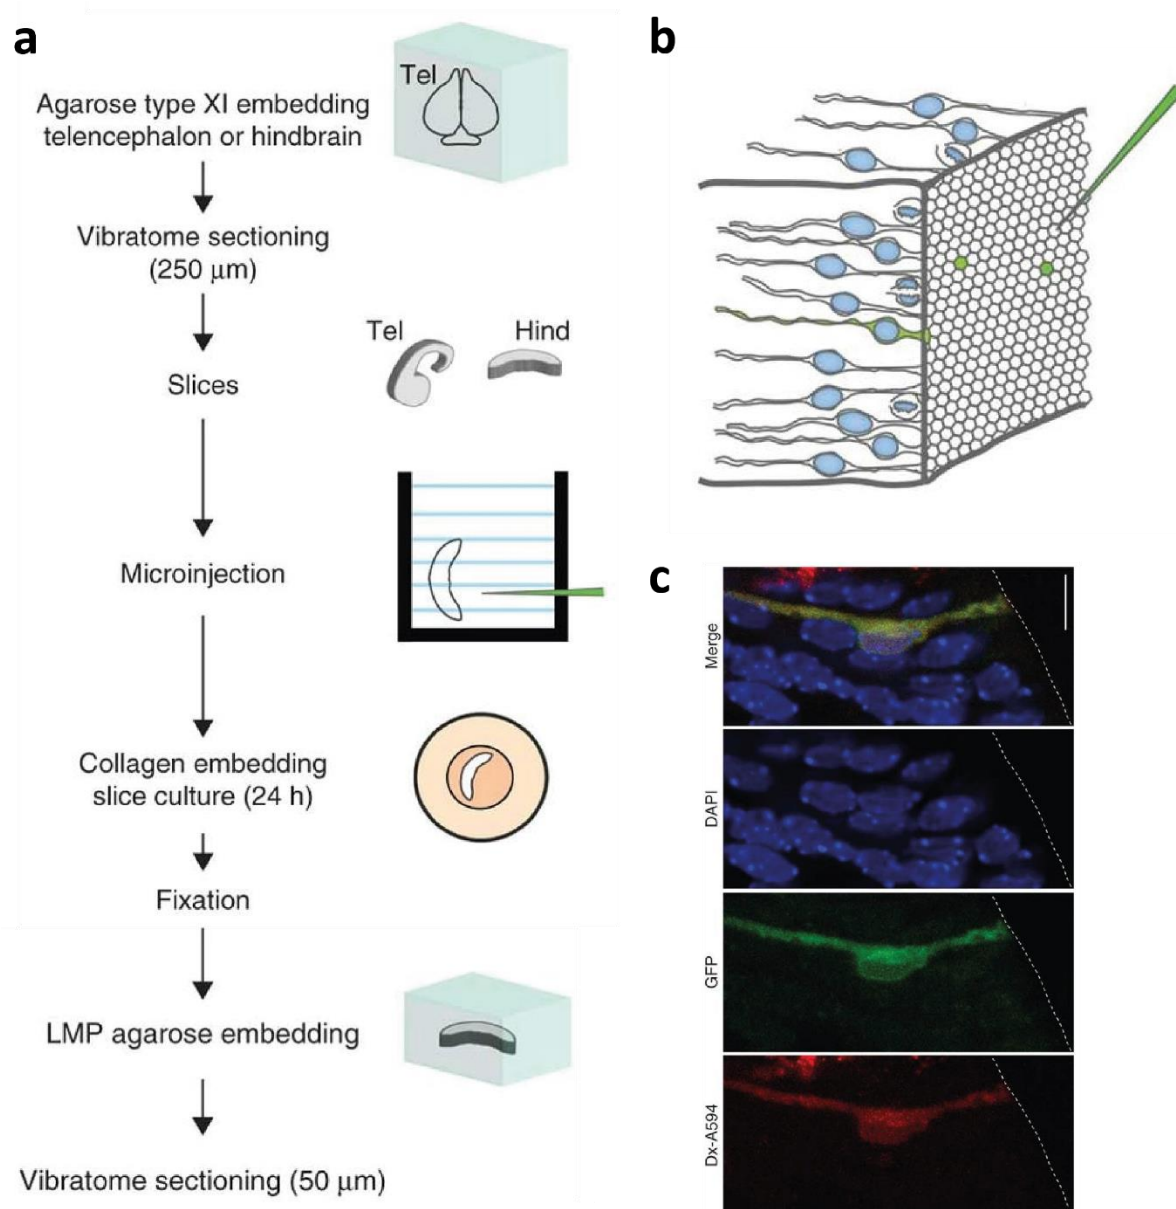 a
Tel
Agarose type XI embedding
telencephalon or hindbrain
Vibratome sectioning
(250 μm)
Tel
Hind
Slices
Microinjection
Collagen embedding
slice culture (24 h)
Fixation
LMP agarose embedding
Vibratome sectioning (50 μm)
b
c
Merge
DAPI
GFP
Dx-A594